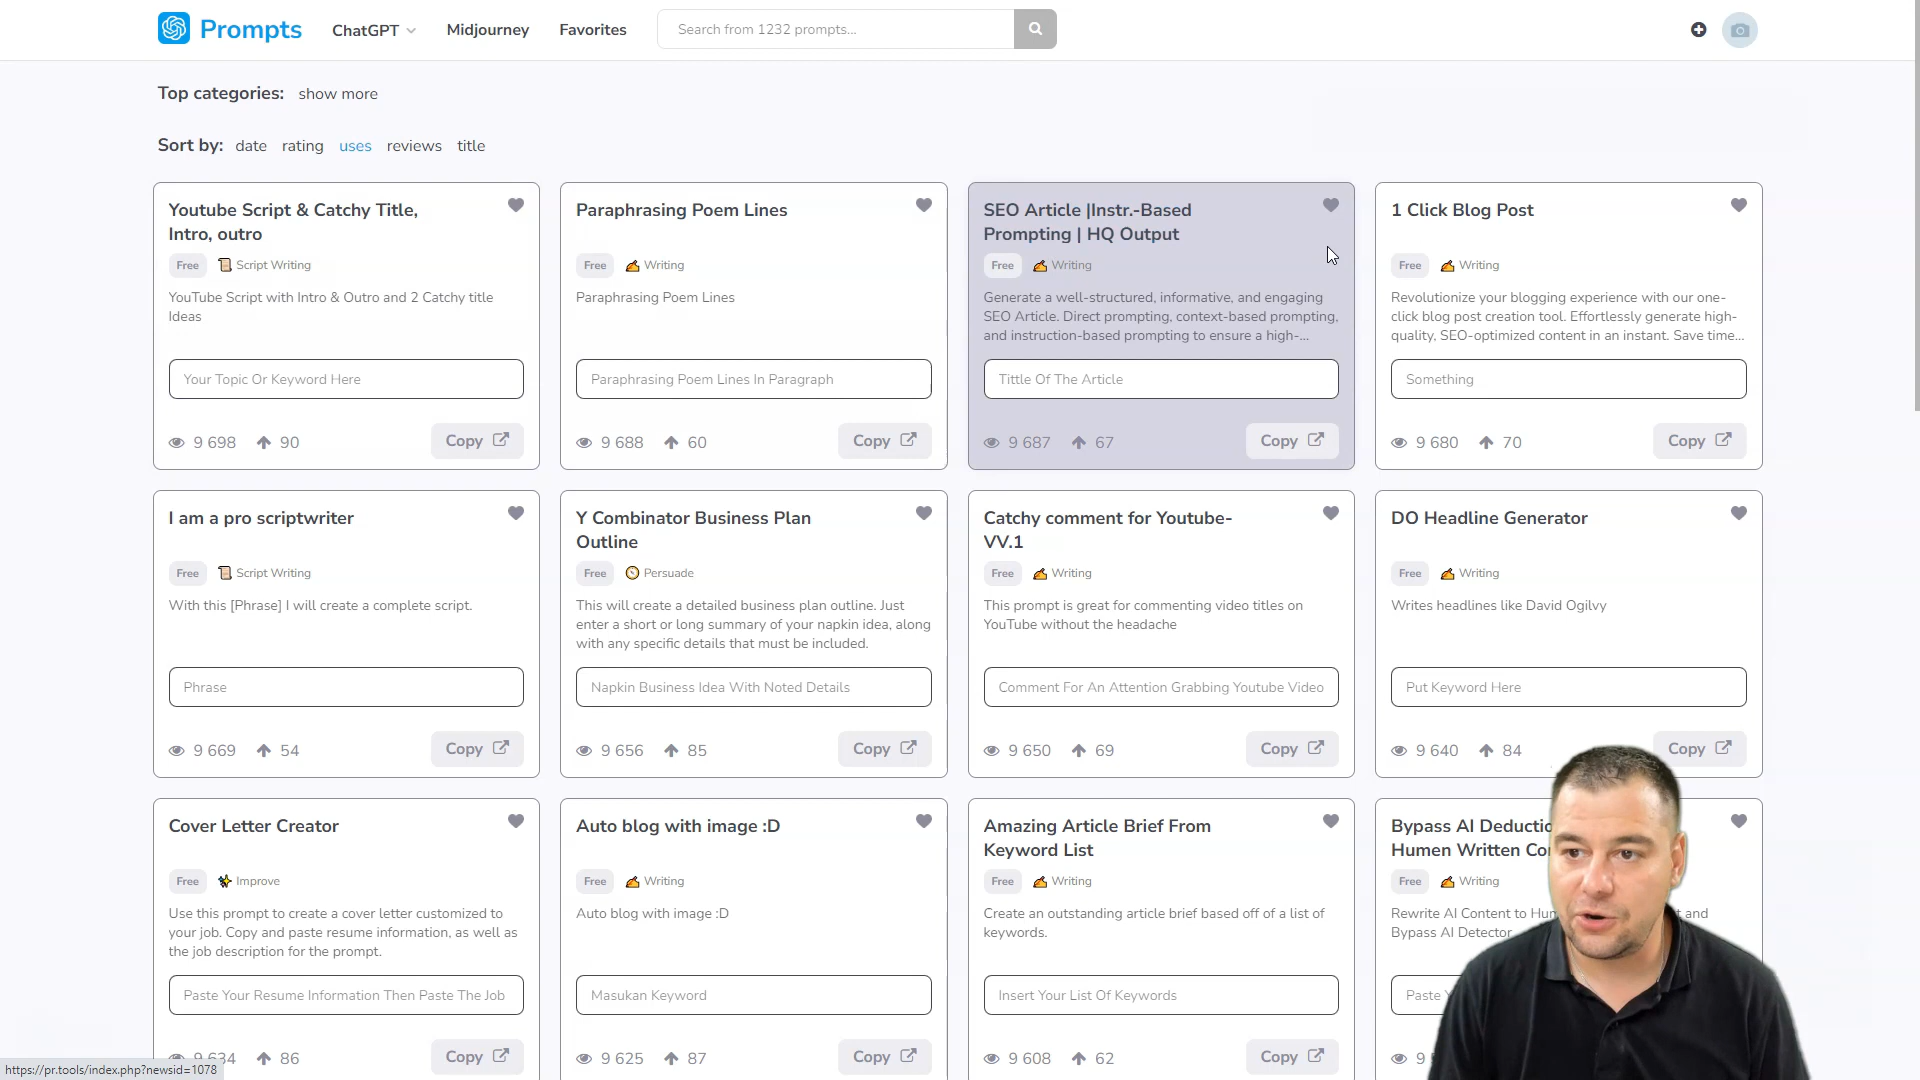 Prompts
ChatGPT
Midjourney
Favorites
Search from 1232 prompts...
Top categories: show more
Sort by: date rating uses reviews title
Youtube Script & Catchy Title,
Intro, outro
Free
Script Writing
YouTube Script with Intro & Outro and 2 Catchy title
Ideas
Your Topic Or Keyword Here
9 698
90
Copy
Paraphrasing Poem Lines
Free
Writing
Paraphrasing Poem Lines
Paraphrasing Poem Lines In Paragraph
9 688
60
Copy
SEO Article |Instr.-Based
Prompting | HQ Output
Free
Writing
Generate a well-structured, informative, and engaging
SEO Article. Direct prompting, context-based prompting,
and instruction-based prompting to ensure a high-...
Tittle Of The Article
9 687
67
Copy
1 Click Blog Post
Free
Writing
Revolutionize your blogging experience with our one-
click blog post creation tool. Effortlessly generate high-
quality, SEO-optimized content in an instant. Save time...
Something
9 680
70
Copy
I am a pro scriptwriter
Free
Script Writing
With this [Phrase] I will create a complete script.
Phrase
9 669
54
Copy
Y Combinator Business Plan
Outline
Free
Persuade
This will create a detailed business plan outline. Just
enter a short or long summary of your napkin idea, along
with any specific details that must be included.
Napkin Business Idea With Noted Details
9 656
85
Copy
Catchy comment for Youtube-
VV.1
Free
Writing
This prompt is great for commenting video titles on
YouTube without the headache
Comment For An Attention Grabbing Youtube Video
9 650
69
Copy
DO Headline Generator
Free
Writing
Writes headlines like David Ogilvy
Put Keyword Here
9 640
84
Copy
Cover Letter Creator
Free
Improve
Use this prompt to create a cover letter customized to
your job. Copy and paste resume information, as well as
the job description for the prompt.
Paste Your Resume Information Then Paste The Job
9 634
86
Copy
Auto blog with image :D
Free
Writing
Auto blog with image :D
Masukan Keyword
9 625
87
Copy
Amazing Article Brief From
Keyword List
Free
Writing
Create an outstanding article brief based off of a list of
keywords.
Insert Your List Of Keywords
9 608
62
Copy
Bypass AI
Human Written
Free
Writing
Rewrite AI Content to and
Bypass AI Detector
Paste
https://pr.tools/index.php?newsid=1078